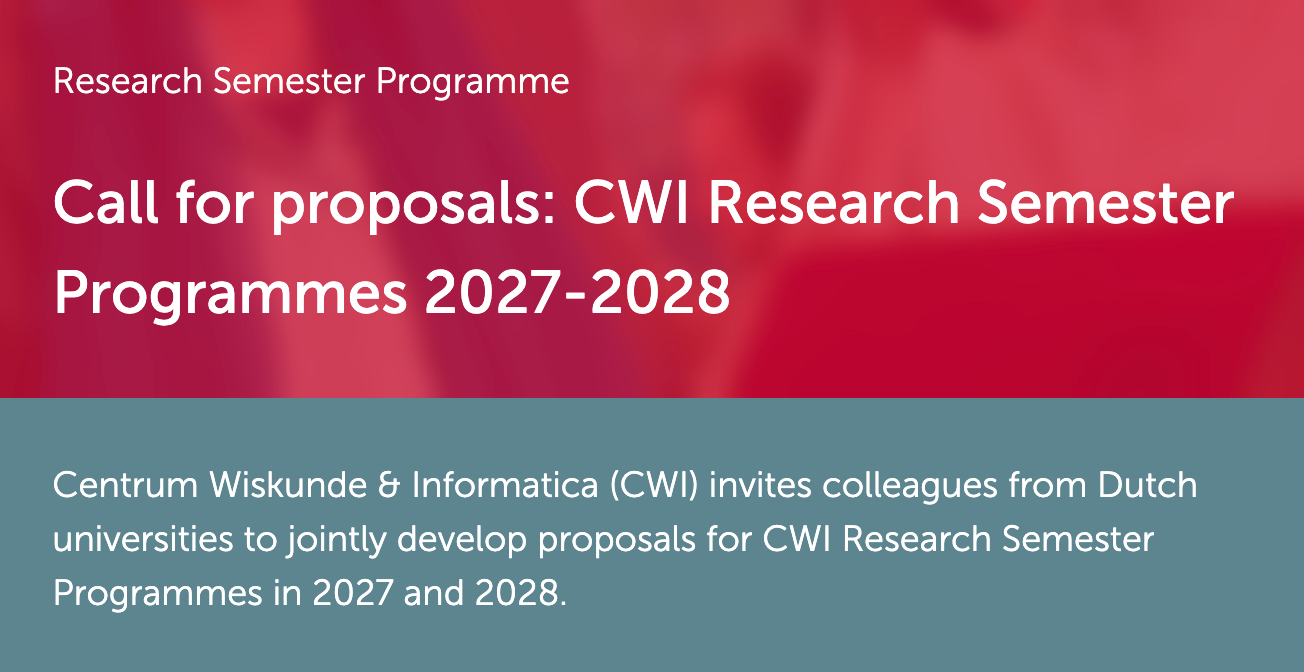 Research Semester Programme
Call for proposals: CWI Research Semester
Programmes 2027-2028
Centrum Wiskunde & Informatica (CWI) invites colleagues from Dutch
universities to jointly develop proposals for CWI Research Semester
Programmes in 2027 and 2028.